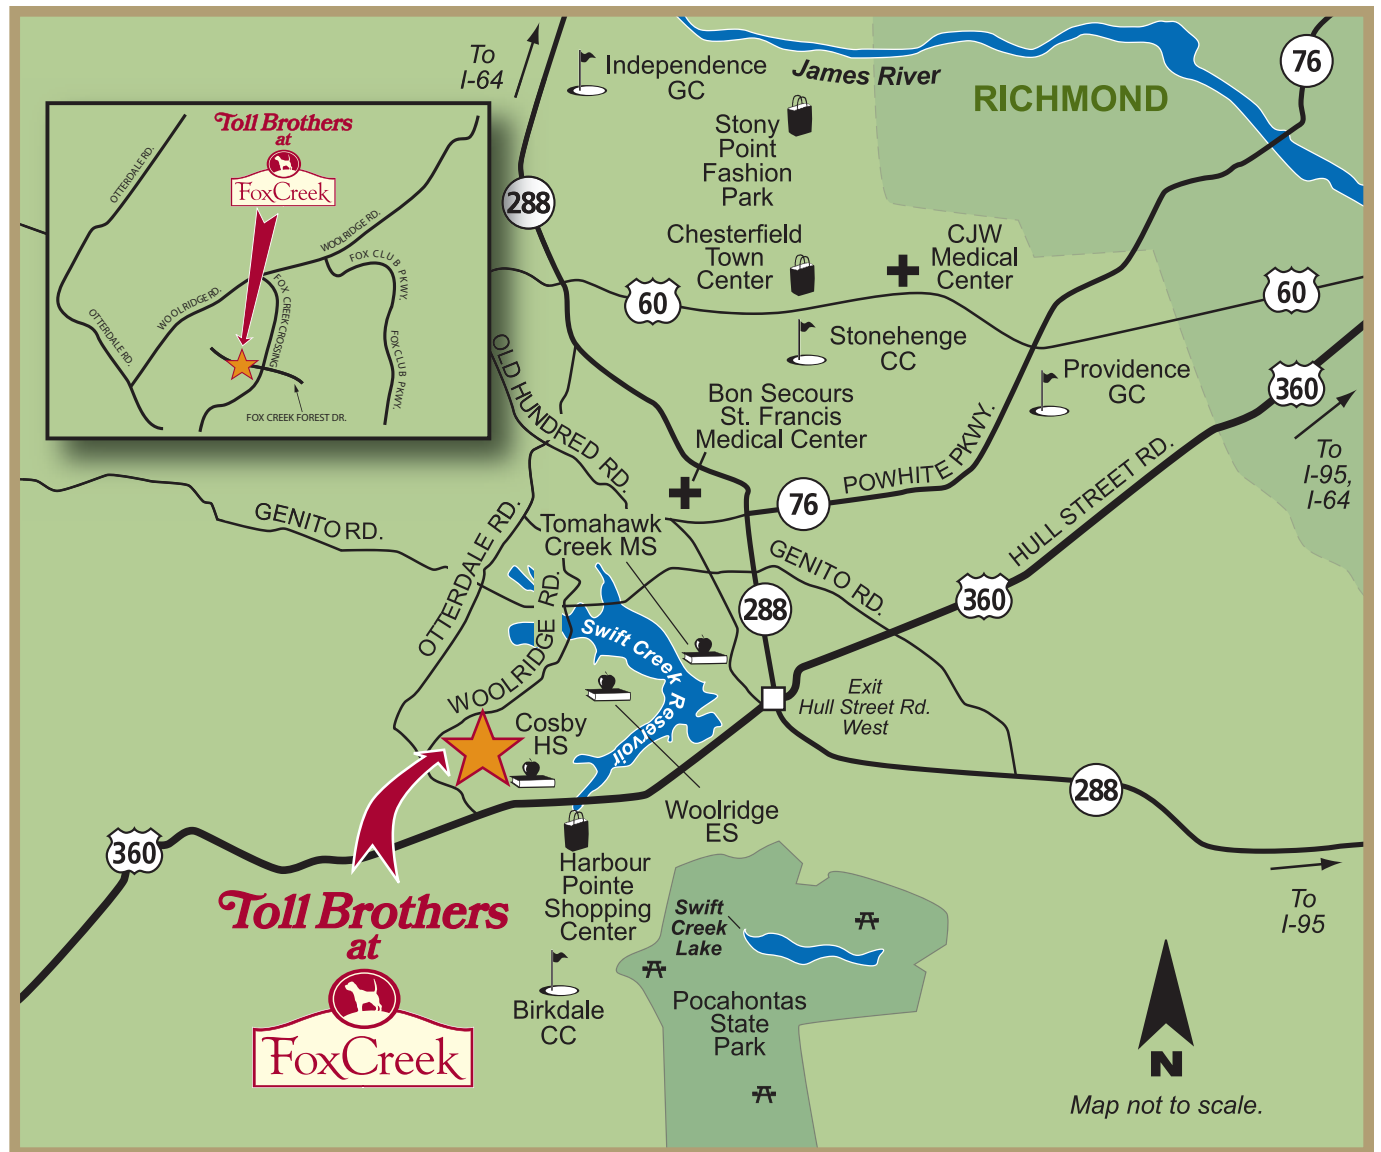 To
I-64
Independence
GC
James River
RICHMOND
76
Stony
Point
Fashion
Park
288
Toll Brothers
at
FoxCreek
OTTERDALE RD.
WOOLRIDGE RD.
FOX CLUB PKWY.
WOOLRIDGE RD.
FOX CREEK CROSSING
OTTERDALE RD.
FOX CLUB PKWY.
FOX CREEK FOREST DR.
Chesterfield
Town
Center
CJW
Medical
Center
60
60
Stonehenge
CC
Providence
GC
360
To
I-95,
I-64
OLD HUNDRED RD.
Bon Secours
St. Francis
Medical Center
POWHITE PKWY.
76
HULL STREET RD.
GENITO RD.
OTTERDALE RD.
Tomahawk
Creek MS
GENITO RD.
360
288
WOOLRIDGE RD.
Swift Creek Reservoir
Exit
Hull Street Rd.
West
Cosby
HS
Woolridge
ES
288
To
I-95
360
Harbour
Pointe
Shopping
Center
Toll Brothers
at
FoxCreek
Swift
Creek
Lake
Birkdale
CC
Pocahontas
State
Park
N
Map not to scale.